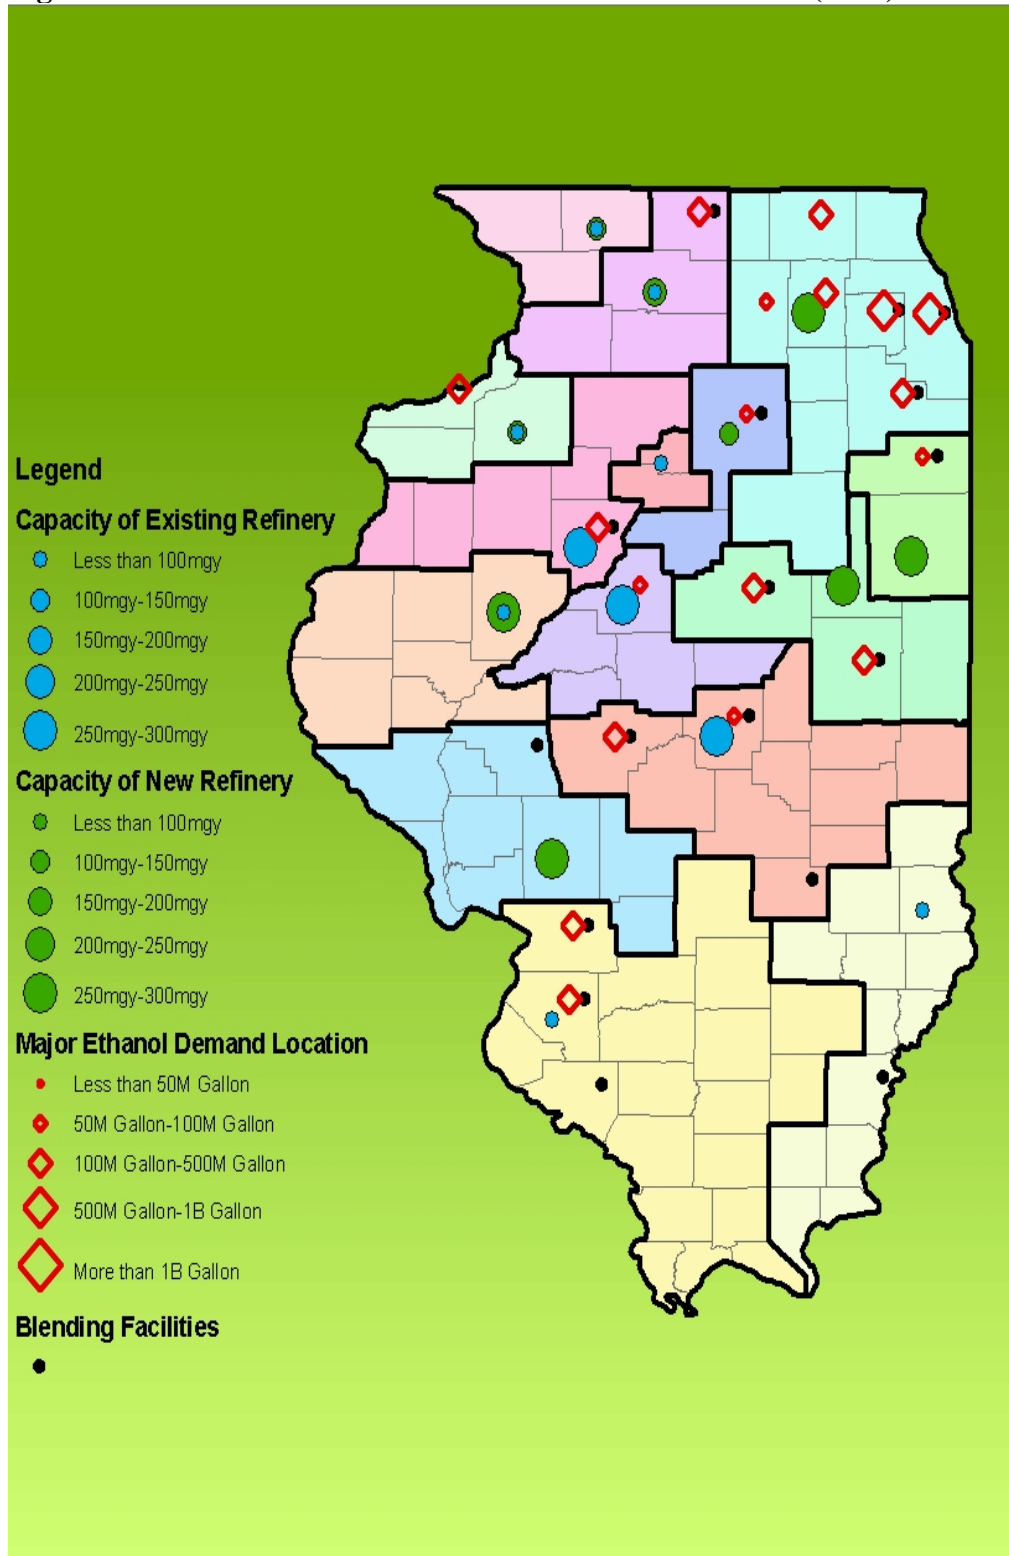 Legend
Capacity of Existing Refinery
Less than 100mgy
100mgy-150mgy
150mgy-200mgy
200mgy-250mgy
250mgy-300mgy
Capacity of New Refinery
Less than 100mgy
100mgy-150mgy
150mgy-200mgy
200mgy-250mgy
250mgy-300mgy
Major Ethanol Demand Location
Less than 50M Gallon
50M Gallon-100M Gallon
100M Gallon-500M Gallon
500M Gallon-1B Gallon
More than 1B Gallon
Blending Facilities